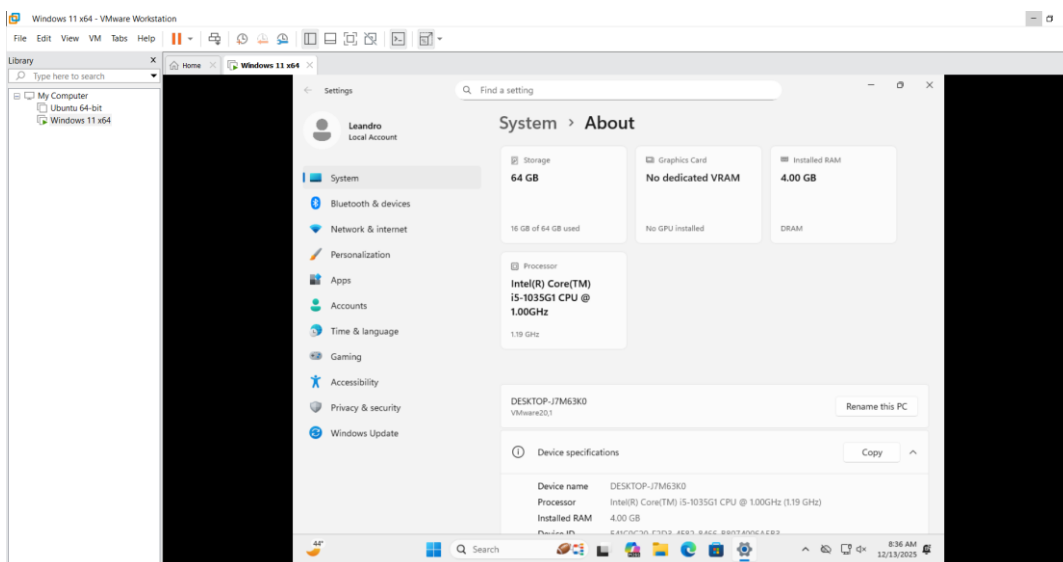 Windows 11 x64 - VMware Workstation
File Edit View VM Tabs Help
Library X
Type here to search
My Computer
Ubuntu 64-bit
Windows 11 x64
Home
Windows 11 x64
Settings
Find a setting
Leandro
Local Account
System
Bluetooth & devices
Network & internet
Personalization
Apps
Accounts
Time & language
Gaming
Accessibility
Privacy & security
Windows Update
System > About
Storage
64 GB
16 GB of 64 GB used
Graphics Card
No dedicated VRAM
No GPU installed
Installed RAM
4.00 GB
DRAM
Processor
Intel(R) Core(TM)
i5-1035G1 CPU @
1.00GHz
1.19 GHz
DESKTOP-J7M63K0
VMware20,1
Rename this PC
Device specifications
Copy
Device name DESKTOP-J7M63K0
Processor Intel(R) Core(TM) i5-1035G1 CPU @ 1.00GHz (1.19 GHz)
Installed RAM 4.00 GB
Device ID
44°
Search
8:36 AM
12/13/2025